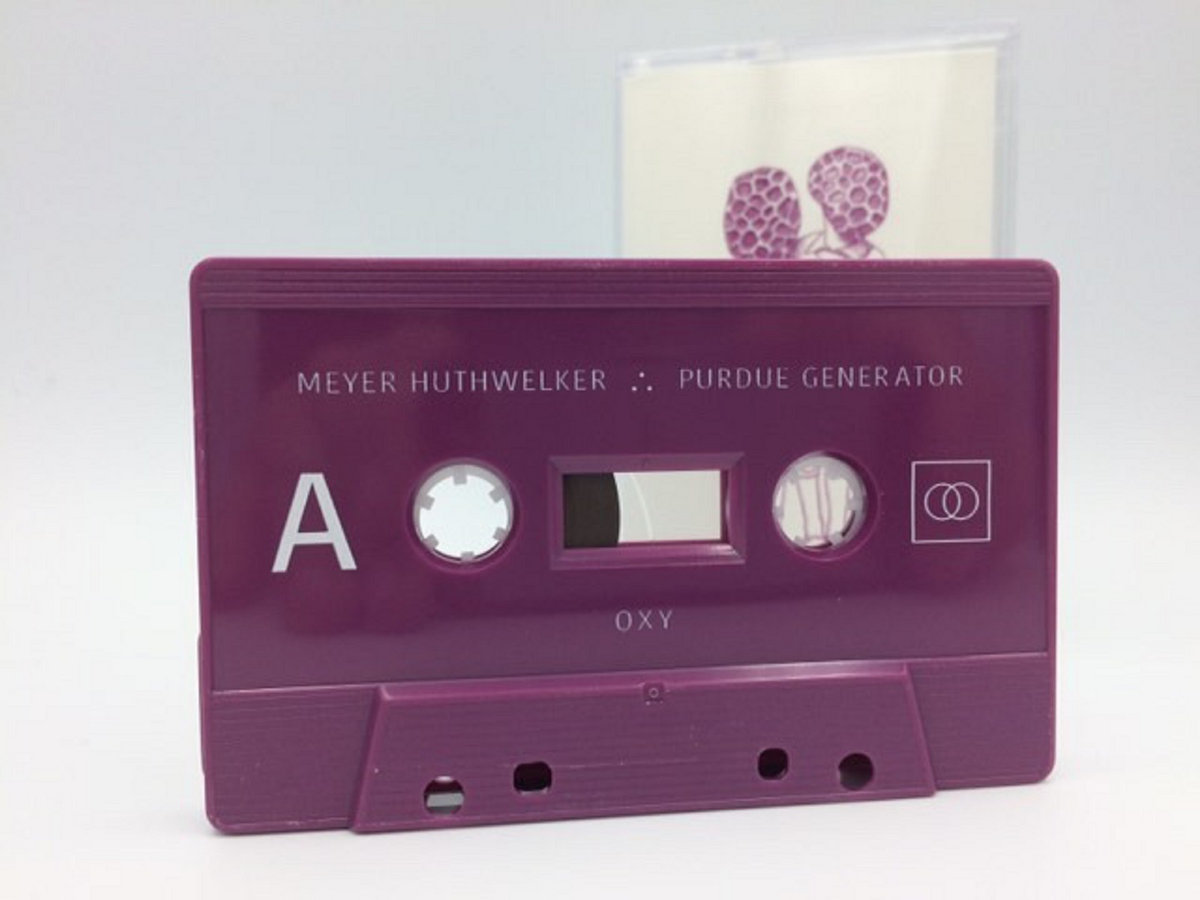 MEYER HUTHWELKER ∴ PURDUE GENERATOR
A
OXY